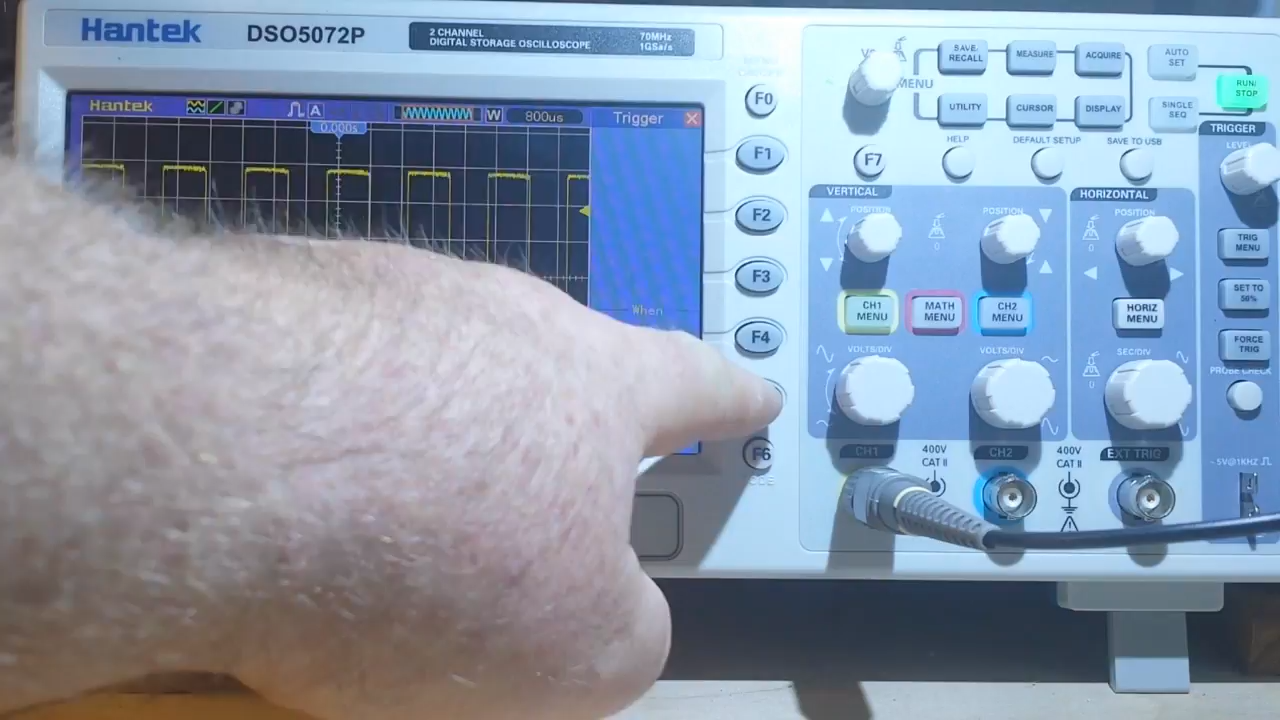 Hantek DSO5072P
2 CHANNEL
DIGITAL STORAGE OSCILLOSCOPE
70MHz
1GSa/s
Hantek A W 800us Trigger
0.000s
When
F0
F1
F2
F3
F4
F6
F7
MENU
SAVE/
RECALL
MEASURE
ACQUIRE
AUTO
SET
RUN/
STOP
UTILITY
CURSOR
DISPLAY
SINGLE
SEQ
HELP
DEFAULT SETUP
SAVE TO USB
TRIGGER
LEVEL
VERTICAL
HORIZONTAL
POSITION
POSITION
POSITION
0
0
TRIG
MENU
SET TO
50%
FORCE
TRIG
PROBE CHECK
CH1
MENU
MATH
MENU
CH2
MENU
HORIZ
MENU
VOLTS/DIV
VOLTS/DIV
SEC/DIV
0
CH1
400V
CAT II
CH2
400V
CAT II
EXT TRIG
~5V@1KHZ